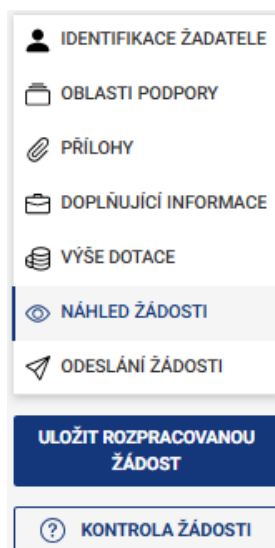 IDENTIFIKACE ŽADATELE
OBLASTI PODPORY
PŘÍLOHY
DOPLŇUJÍCÍ INFORMACE
VÝŠE DOTACE
NÁHLED ŽÁDOSTI
ODESLÁNÍ ŽÁDOSTI
ULOŽIT ROZPRACOVANOU
ŽÁDOST
? KONTROLA ŽÁDOSTI